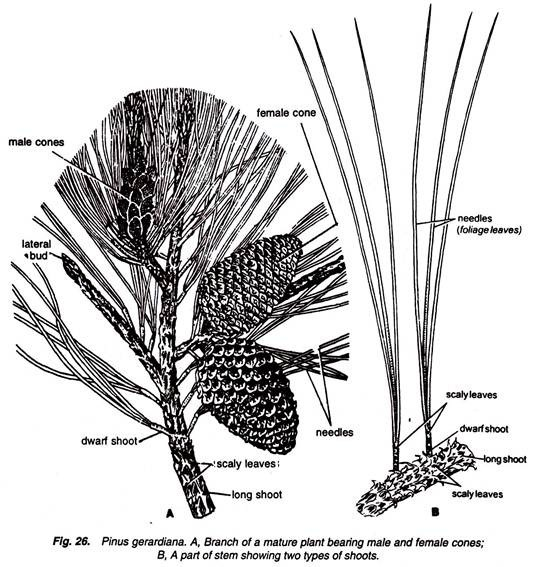 female cone
male cones
needles
(foliage leaves)
lateral
bud
scaly leaves
dwarf shoot
needles
dwarf shoot
long shoot
scaly leaves
long shoot
scaly leaves
A
B
Fig. 26. Pinus gerardiana. A, Branch of a mature plant bearing male and female cones;
B, A part of stem showing two types of shoots.